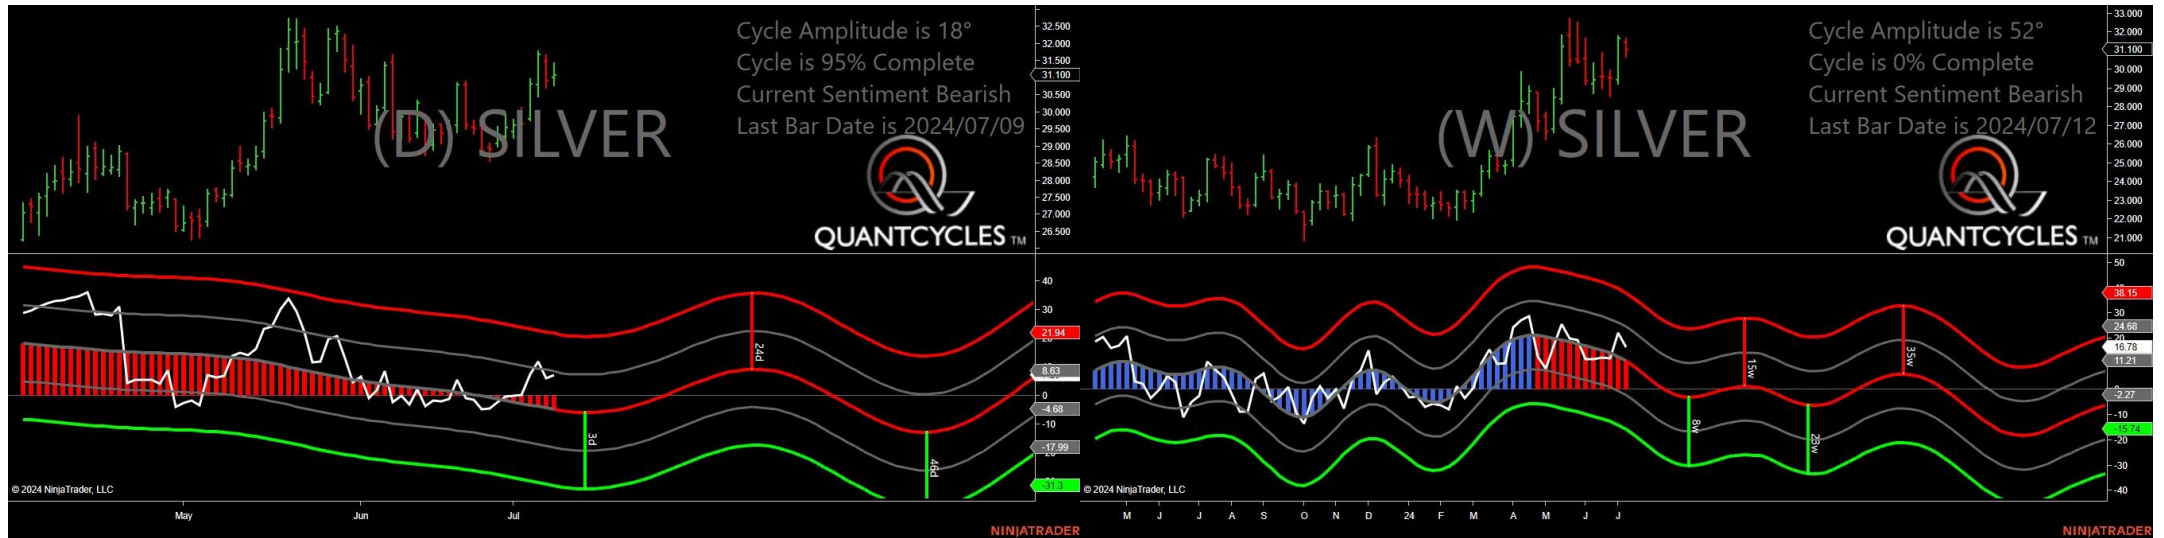 Cycle Amplitude is 18°
Cycle is 95% Complete
Current Sentiment Bearish
Last Bar Date is 2024/07/09
(D) SILVER
QUANTCYCLES TM
32.500
32.000
31.500
31.100
30.500
30.000
29.500
29.000
28.500
28.000
27.500
27.000
26.500
40
30
21.94
20
8.63
0
-4.68
-10
-17.99
-31.3
3d
24d
46d
© 2024 NinjaTrader, LLC
May Jun Jul
NINJATRADER
Cycle Amplitude is 52°
Cycle is 0% Complete
Current Sentiment Bearish
Last Bar Date is 2024/07/12
(W) SILVER
QUANTCYCLES TM
33.000
32.000
31.100
30.000
29.000
28.000
27.000
26.000
25.000
24.000
23.000
22.000
21.000
50
38.15
30
24.68
20
16.78
11.21
0
-2.27
-10
-15.74
-20
-30
-40
8w
15w
23w
35w
© 2024 NinjaTrader, LLC
M J J A S O N D 24 F M A M J J
NINJATRADER